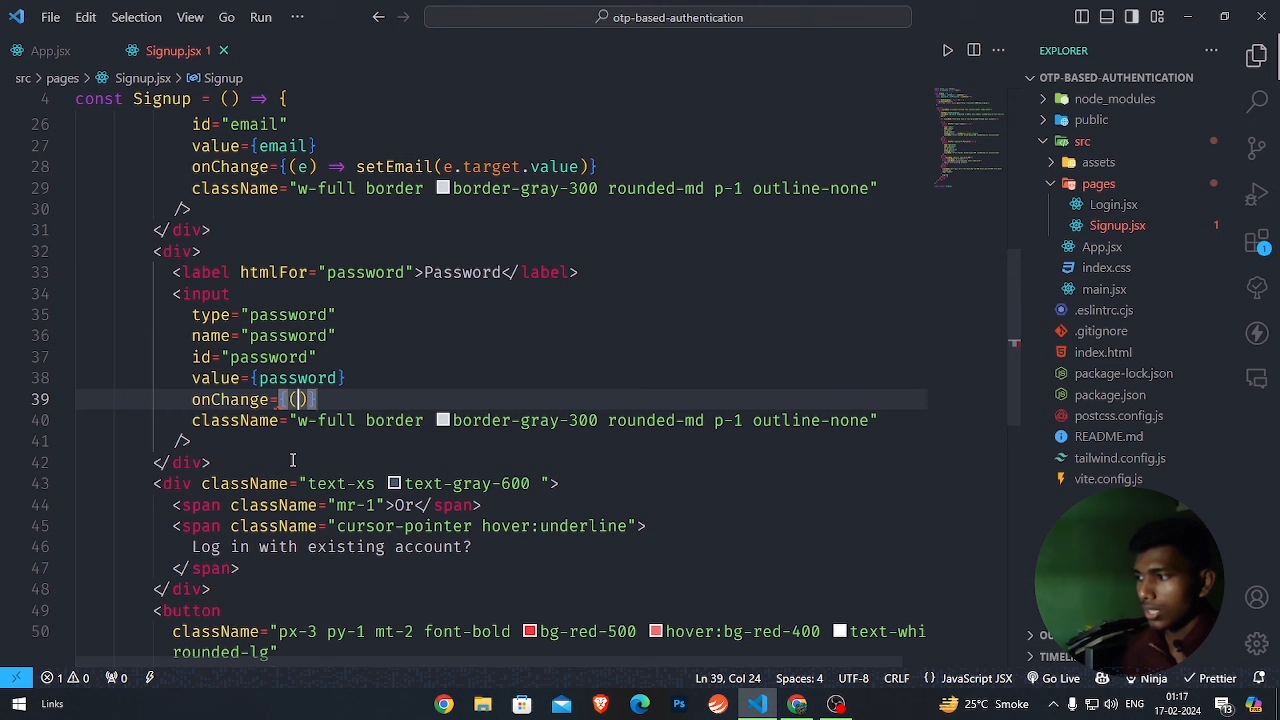 File Edit Selection View Go Run ··· otp-based-authentication
App.jsx Signup.jsx 1
EXPLORER
src > pages > Signup.jsx > Signup
OTP-BASED-AUTHENTICATION
4 const Signup = () => {
26 id="email"
27 value={email}
28 onChange={(e) => setEmail(e.target.value)}
29 className="w-full border border-gray-300 rounded-md p-1 outline-none"
30 />
31 </div>
32 <div>
33 <label htmlFor="password">Password</label>
34 <input
35 type="password"
36 name="password"
37 id="password"
38 value={password}
39 onChange={()}
40 className="w-full border border-gray-300 rounded-md p-1 outline-none"
41 />
42 </div>
43 <div className="text-xs text-gray-600 ">
44 <span className="mr-1">Or</span>
45 <span className="cursor-pointer hover:underline">
46 Log in with existing account?
47 </span>
48 </div>
49 <button
50 className="px-3 py-1 mt-2 font-bold bg-red-500 hover:bg-red-400 text-whi
rounded-lg"
node_modules
public
src
assets
pages
Login.jsx
Signup.jsx 1
App.jsx
index.css
main.jsx
.eslintrc.cjs
.gitignore
index.html
package-lock.json
package.json
postcss.config.js
README.md
tailwind.config.js
vite.config.js
1
OU
TIMELIN
1 0 0 Ln 39, Col 24 Spaces: 4 UTF-8 CRLF {} JavaScript JSX Go Live Ninja Prettier
Links 25°C Smoke ENG 01:17
17-02-2024